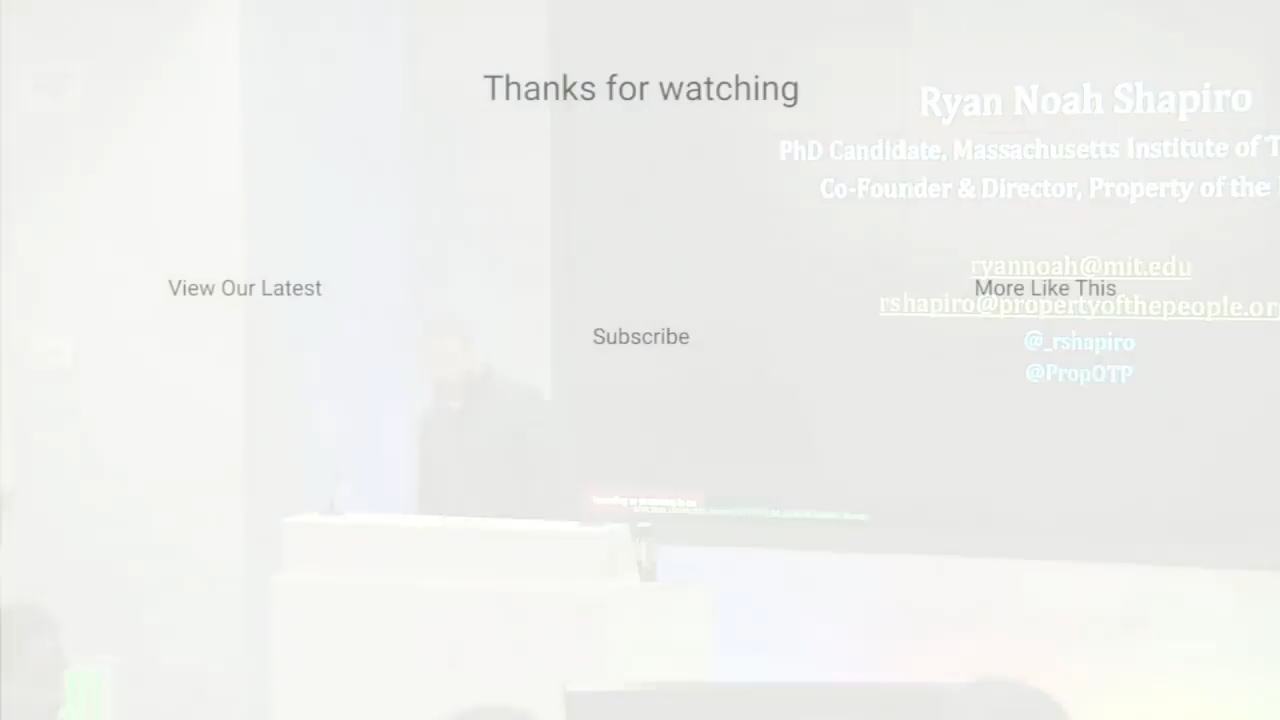 Thanks for watching
Ryan Noah Shapiro
PhD Candidate, Massachusetts Institute of T
Co-Founder & Director, Property of the
ryannoah@mit.edu
View Our Latest
More Like This
rshapiro@propertyofthepeople.or
Subscribe
@_rshapiro
@PropOTP